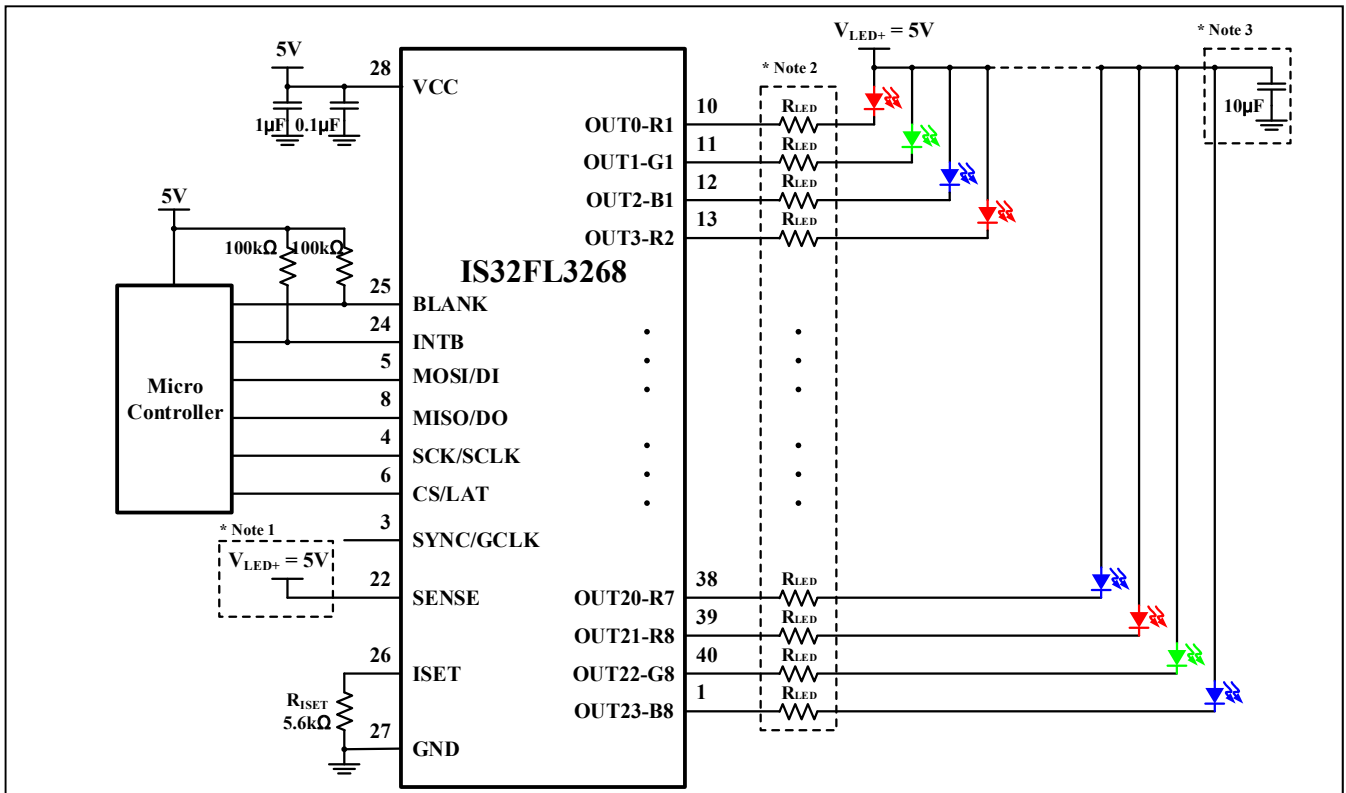 5V
28
VCC
1µF
0.1µF
V_LED+ = 5V
* Note 3
10µF
* Note 2
10
OUT0-R1
R_LED
11
OUT1-G1
R_LED
12
OUT2-B1
R_LED
13
OUT3-R2
R_LED
5V
100kΩ
100kΩ
IS32FL3268
25
BLANK
24
INTB
5
MOSI/DI
Micro
Controller
8
MISO/DO
4
SCK/SCLK
6
CS/LAT
* Note 1
3
SYNC/GCLK
V_LED+ = 5V
22
SENSE
38
OUT20-R7
R_LED
39
OUT21-R8
R_LED
40
OUT22-G8
R_LED
1
OUT23-B8
R_LED
26
ISET
R_ISET
5.6kΩ
27
GND